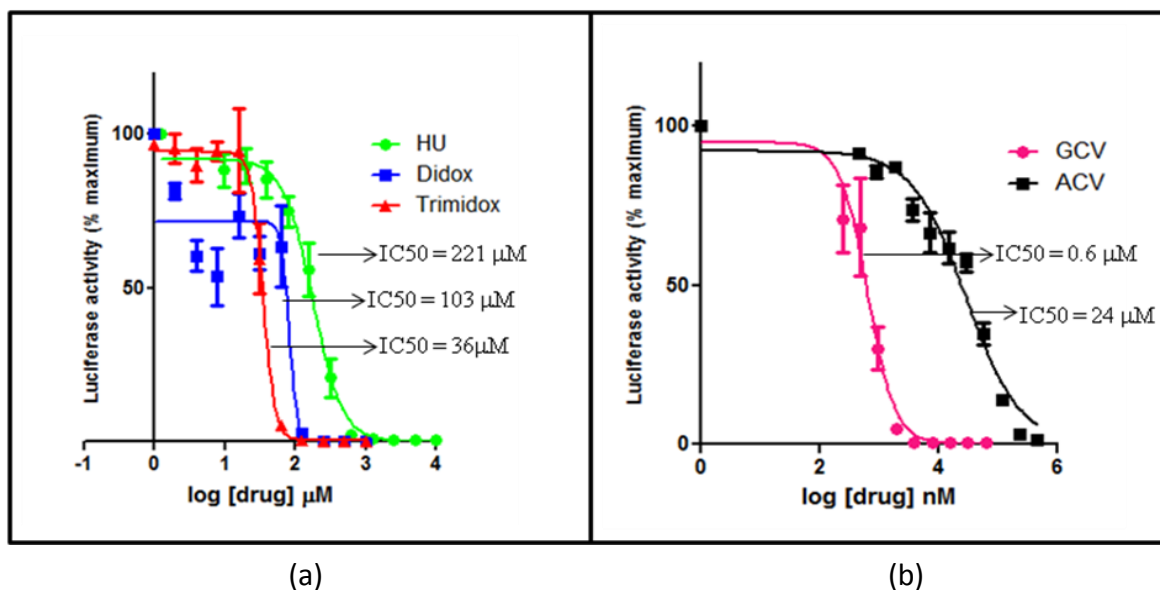 Luciferase activity (% maximum)
100
50
0
-1 0 1 2 3 4
log [drug] µM
HU
Didox
Trimidox
IC50 = 221 µM
IC50 = 103 µM
IC50 = 36µM
(a)
Luciferase activity (% maximum)
100
50
0
0 2 4 6
log [drug] nM
GCV
ACV
IC50 = 0.6 µM
IC50 = 24 µM
(b)